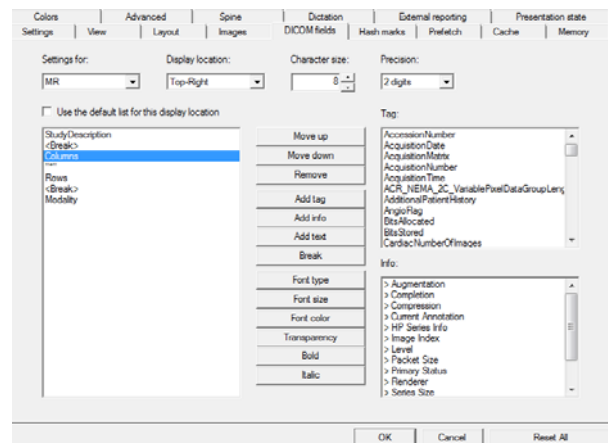 Colors Advanced Spine Dictation External reporting Presentation state
Settings View Layout Images DICOM fields Hash marks Prefetch Cache Memory
Settings for: Display location: Character size: Precision:
MR Top-Right 8 2 digits
Use the default list for this display location
Tag:
StudyDescription
<Break>
Columns
Rows
<Break>
Modality
Move up
Move down
Remove
Add tag
Add info
Add text
Break
Font type
Font size
Font color
Transparency
Bold
Italic
AccessionNumber
AcquisitionDate
AcquisitionMatrix
AcquisitionNumber
AcquisitionTime
ACR_NEMA_2C_VariablePixelDataGroupLeng
AdditionalPatientHistory
AngioFlag
BitsAllocated
BitsStored
CardiacNumberOfImages
Info:
> Augmentation
> Completion
> Compression
> Current Annotation
> HP Series Info
> Image Index
> Level
> Packet Size
> Primary Status
> Renderer
> Series Size
OK Cancel Reset All